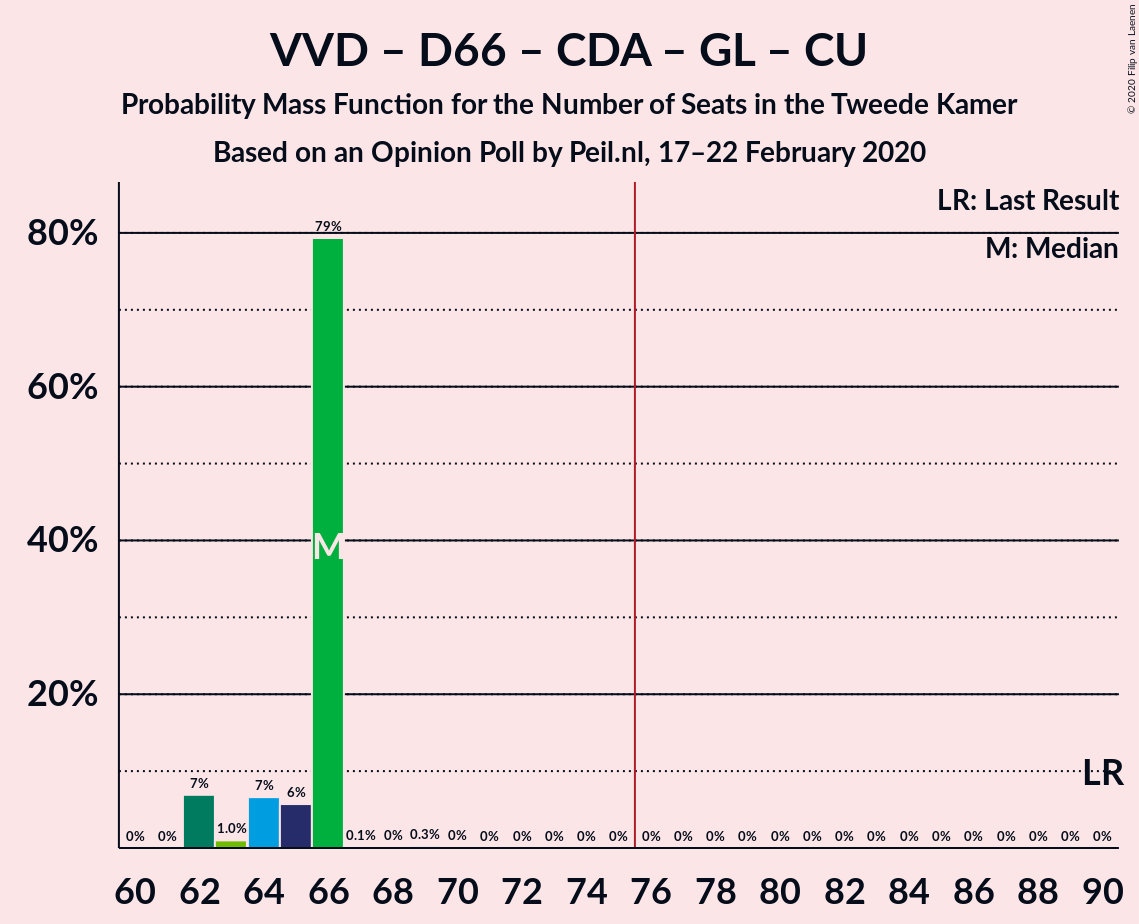 VVD – D66 – CDA – GL – CU
Probability Mass Function for the Number of Seats in the Tweede Kamer
Based on an Opinion Poll by Peil.nl, 17–22 February 2020
© 2020 Filip van Laenen
LR: Last Result
M: Median
80%
60%
40%
20%
79%
M
LR
0% 0% 7% 1.0% 7% 6% 0.1% 0% 0.3% 0% 0% 0% 0% 0% 0% 0% 0% 0% 0% 0% 0% 0% 0% 0% 0% 0% 0% 0% 0% 0%
60 62 64 66 68 70 72 74 76 78 80 82 84 86 88 90